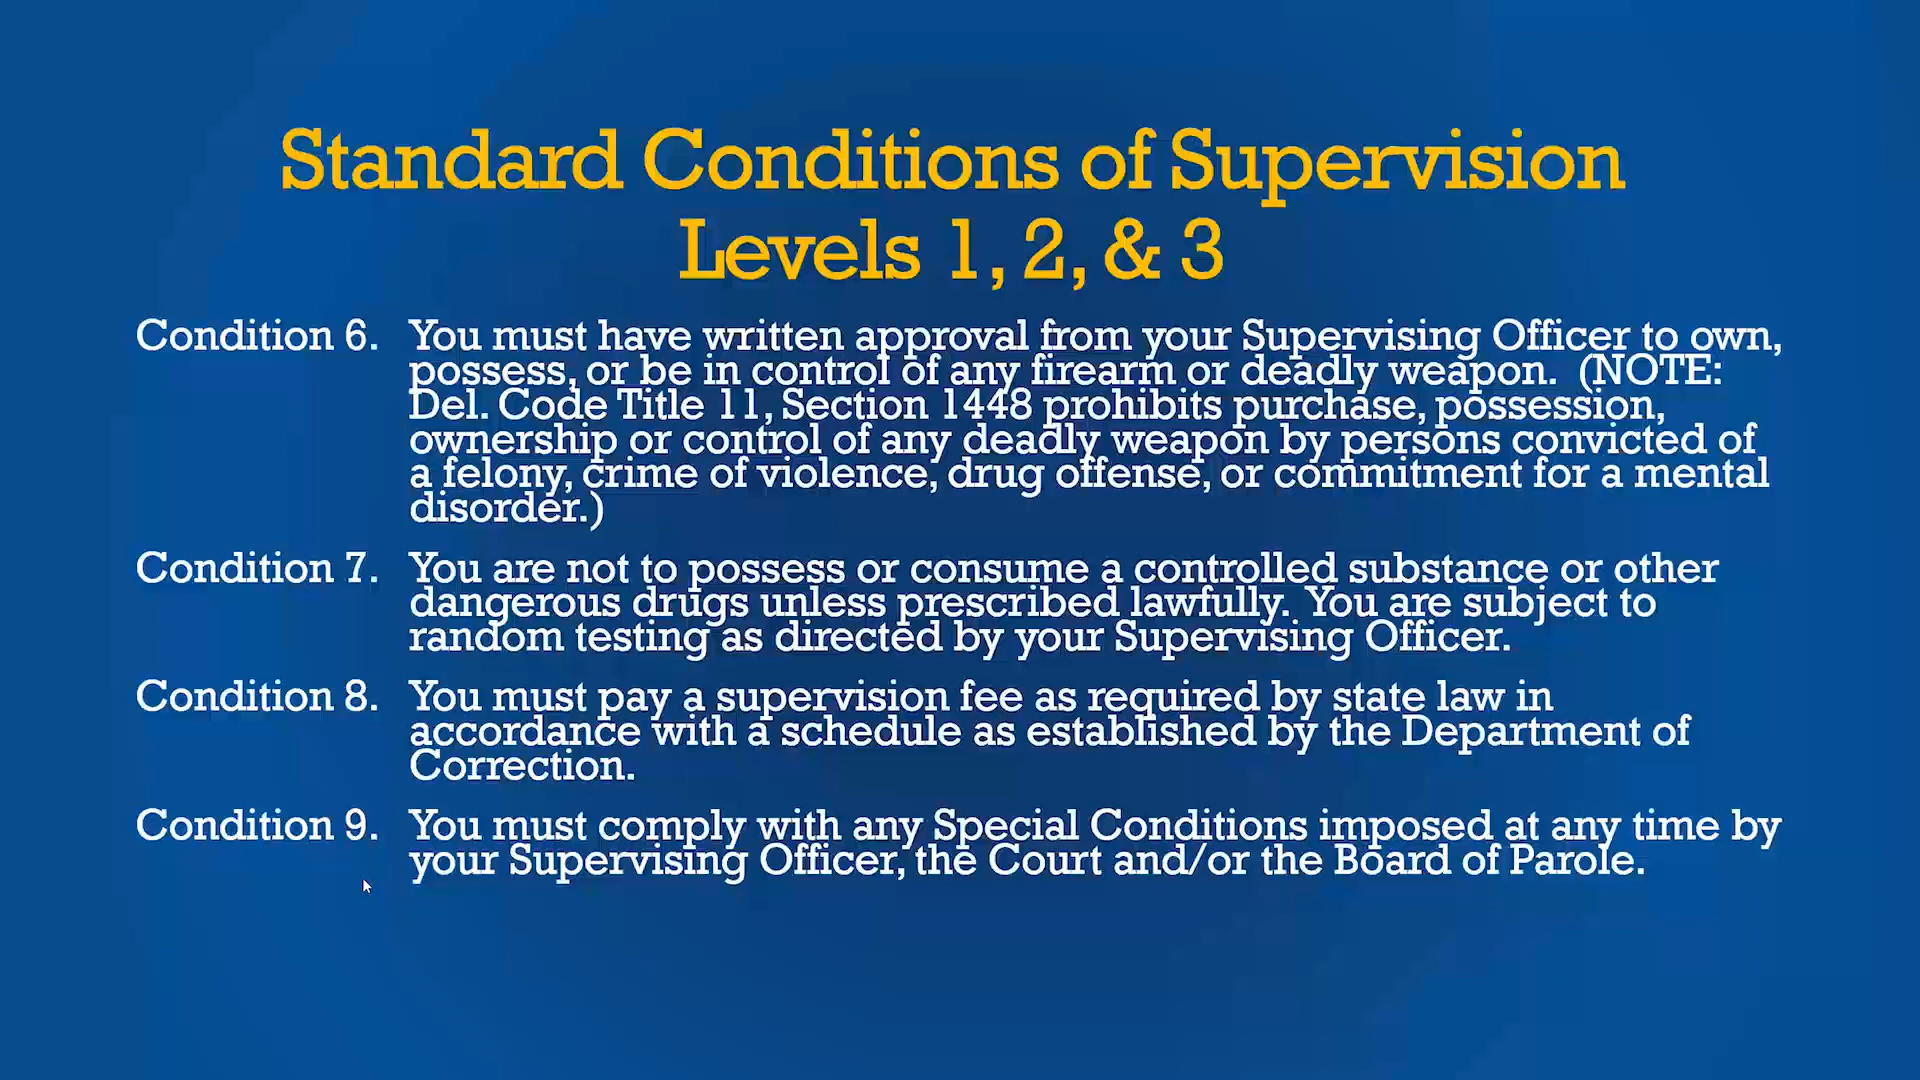 Standard Conditions of Supervision
Levels 1, 2, & 3
Condition 6. You must have written approval from your Supervising Officer to own,
possess, or be in control of any firearm or deadly weapon. (NOTE:
Del. Code Title 11, Section 1448 prohibits purchase, possession,
ownership or control of any deadly weapon by persons convicted of
a felony, crime of violence, drug offense, or commitment for a mental
disorder.)
Condition 7. You are not to possess or consume a controlled substance or other
dangerous drugs unless prescribed lawfully. You are subject to
random testing as directed by your Supervising Officer.
Condition 8. You must pay a supervision fee as required by state law in
accordance with a schedule as established by the Department of
Correction.
Condition 9. You must comply with any Special Conditions imposed at any time by
your Supervising Officer, the Court and/or the Board of Parole.